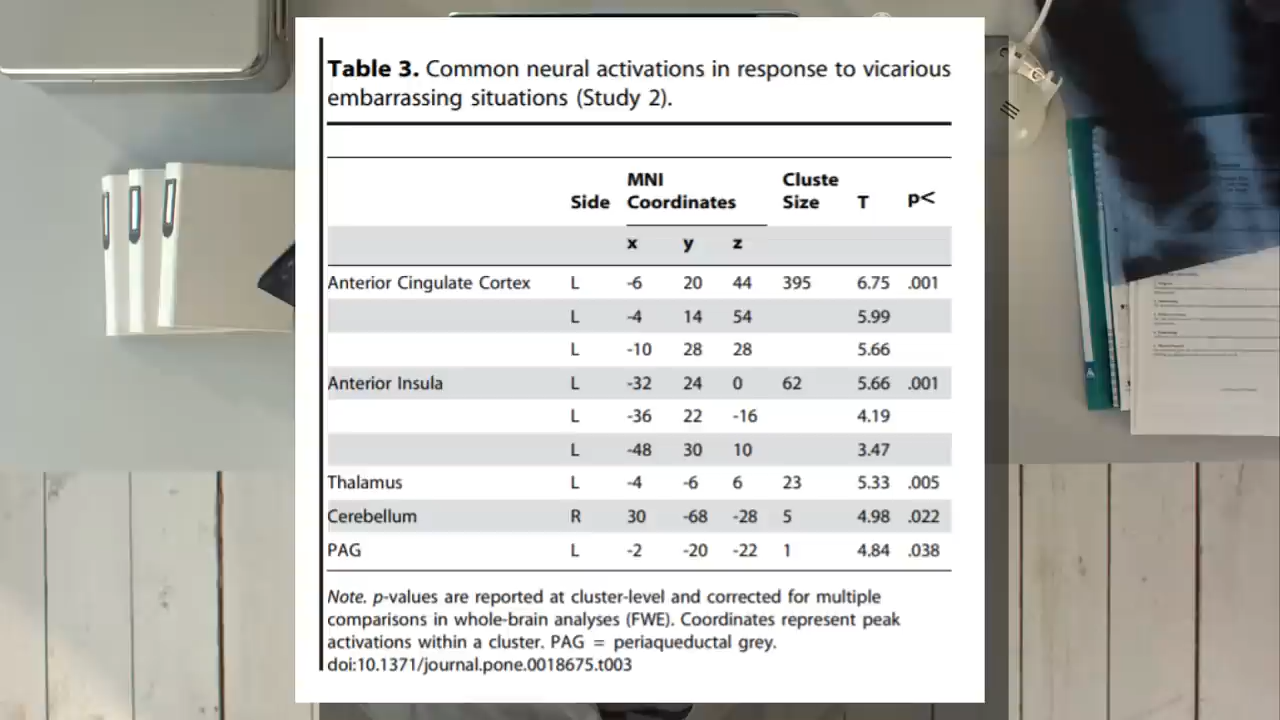 Table 3. Common neural activations in response to vicarious
embarrassing situations (Study 2).
MNI Cluste
Side Coordinates Size T p<
x y z
Anterior Cingulate Cortex L -6 20 44 395 6.75 .001
L -4 14 54 5.99
L -10 28 28 5.66
Anterior Insula L -32 24 0 62 5.66 .001
L -36 22 -16 4.19
L -48 30 10 3.47
Thalamus L -4 -6 6 23 5.33 .005
Cerebellum R 30 -68 -28 5 4.98 .022
PAG L -2 -20 -22 1 4.84 .038
Note. p-values are reported at cluster-level and corrected for multiple
comparisons in whole-brain analyses (FWE). Coordinates represent peak
activations within a cluster. PAG = periaqueductal grey.
doi:10.1371/journal.pone.0018675.t003